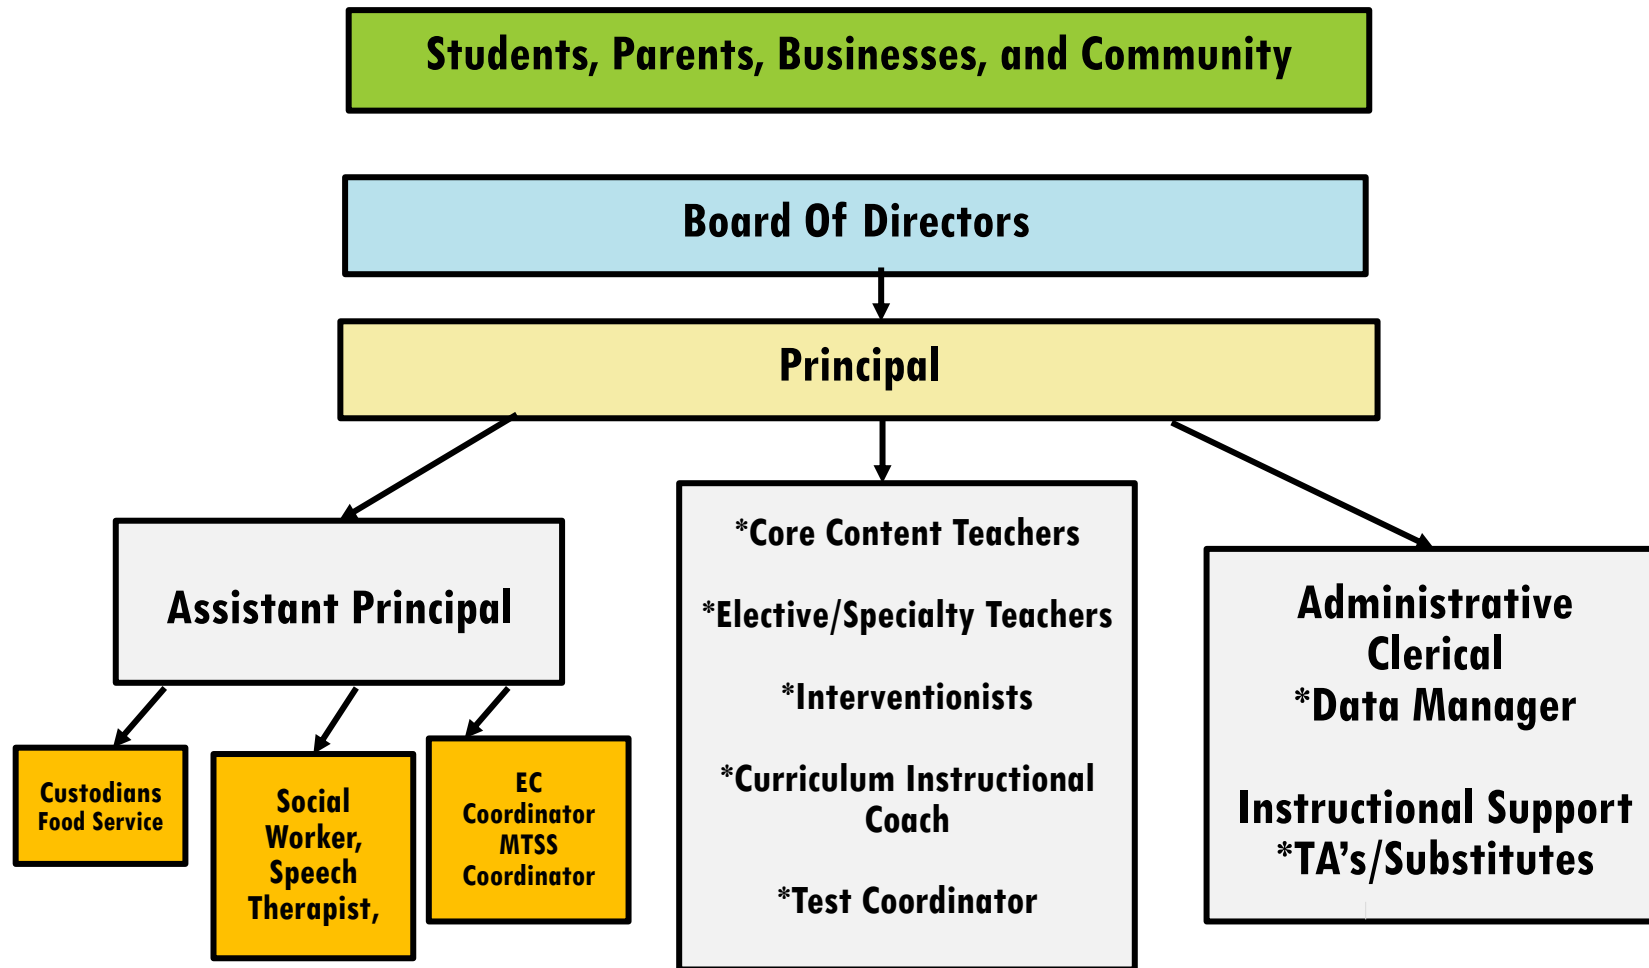 Students, Parents, Businesses, and Community
Board Of Directors
Principal
Assistant Principal
Custodians
Food Service
Social
Worker,
Speech
Therapist,
EC
Coordinator
MTSS
Coordinator
*Core Content Teachers
*Elective/Specialty Teachers
*Interventionists
*Curriculum Instructional
Coach
*Test Coordinator
Administrative
Clerical
*Data Manager
Instructional Support
*TA’s/Substitutes